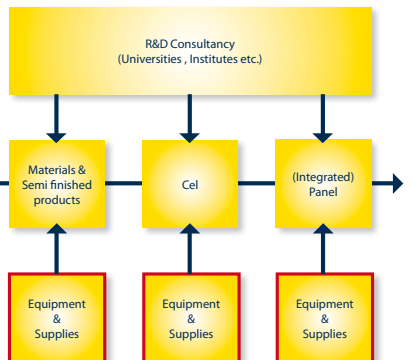 R&D Consultancy
(Universities , Institutes etc.)
Materials &
Semi finished
products
Cel
(Integrated)
Panel
Equipment
&
Supplies
Equipment
&
Supplies
Equipment
&
Supplies